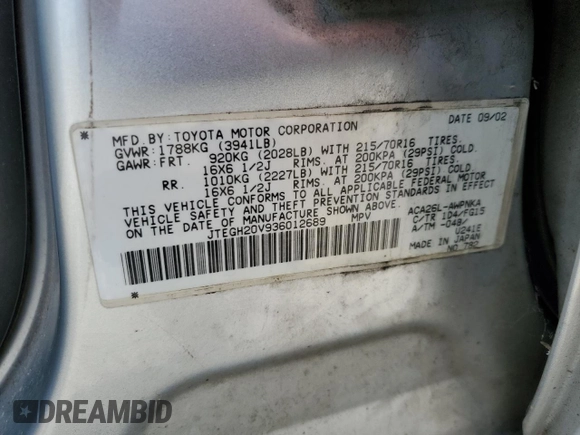 MFD. BY: TOYOTA MOTOR CORPORATION DATE 09/02
GVWR: 1788KG (3941LB)
GAWR: FRT. 920KG (2028LB) WITH 215/70R16 TIRES.
16X6 1/2J RIMS. AT 200KPA (29PSI) COLD.
RR. 1010KG (2227LB) WITH 215/70R16 TIRES.
16X6 1/2J RIMS. AT 200KPA (29PSI) COLD.
THIS VEHICLE CONFORMS TO ALL APPLICABLE FEDERAL MOTOR
VEHICLE SAFETY AND THEFT PREVENTION STANDARDS IN EFFECT
ON THE DATE OF MANUFACTURE SHOWN ABOVE.
JTEGH20V936012689 MPV
ACA26L-AWPNKA
C/TR 104/FG15
A/TM -048/
U241E
MADE IN JAPAN
NO.782
DREAMBID